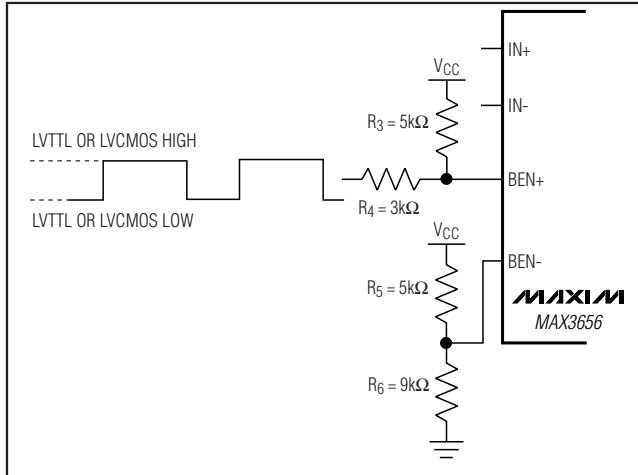 IN+
VCC
IN-
R3 = 5kΩ
LVTTL OR LVCMOS HIGH
BEN+
R4 = 3kΩ
LVTTL OR LVCMOS LOW
VCC
BEN-
R5 = 5kΩ
MAXIM
MAX3656
R6 = 9kΩ